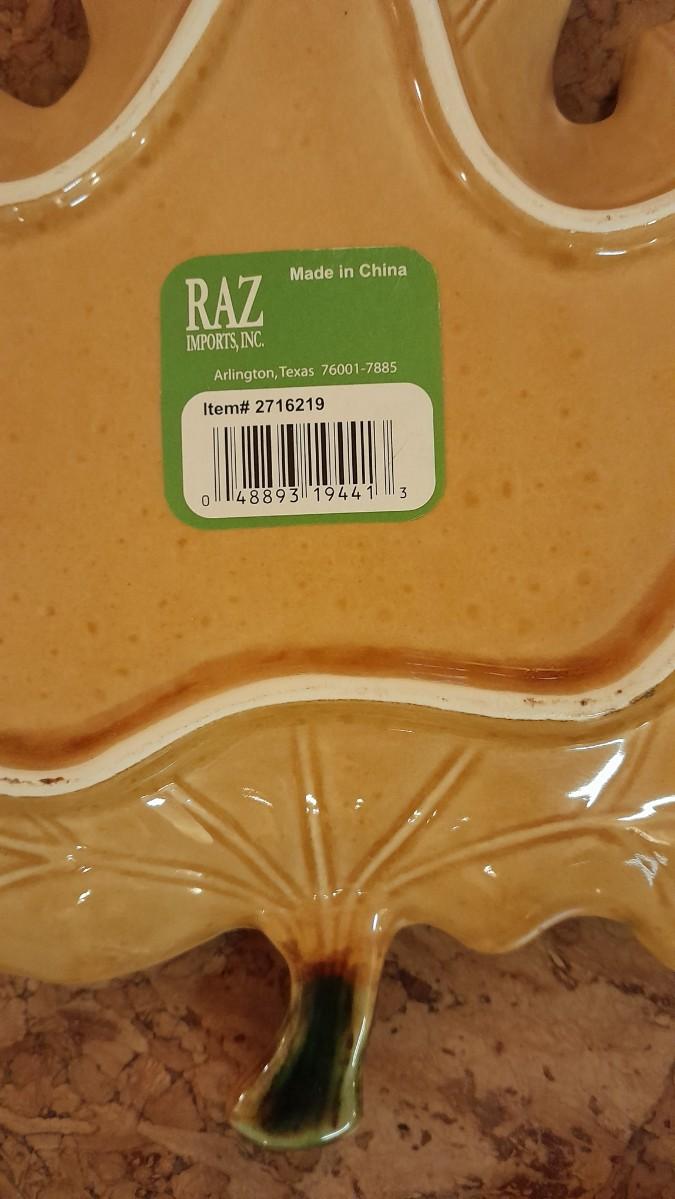 Made in China
RAZ
IMPORTS, INC.
Arlington, Texas 76001-7885
Item# 2716219
0 48893 19441 3